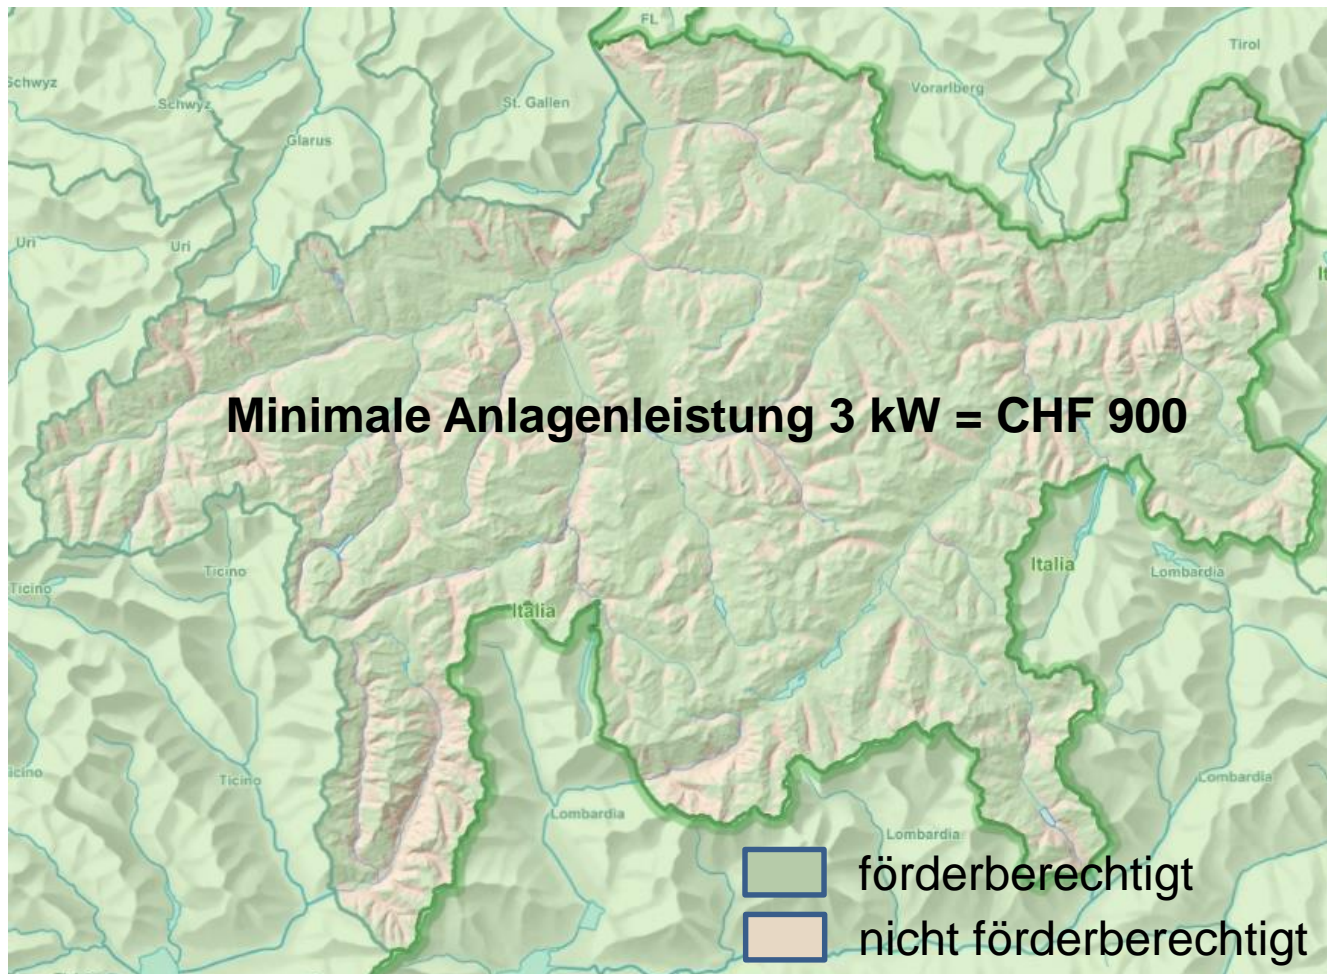 FL
Tirol
Schwyz
Vorarlberg
Schwyz
St. Gallen
Glarus
Uri
Uri
Minimale Anlagenleistung 3 kW = CHF 900
Italia
Ticino
Lombardia
Ticino
Italia
Ticino
Lombardia
Lombardia
Lombardia
förderberechtigt
nicht förderberechtigt